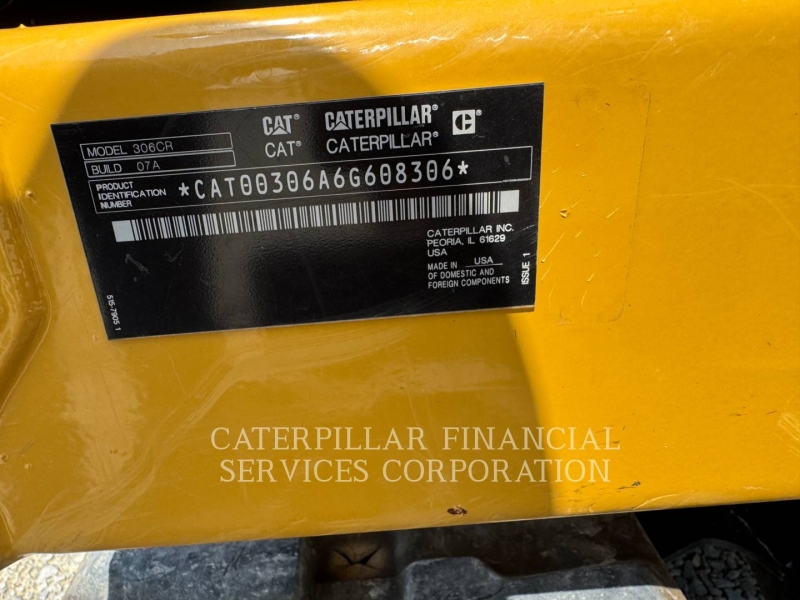 CAT® CATERPILLAR® C
CAT® CATERPILLAR®
MODEL 306CR
BUILD 07A
PRODUCT IDENTIFICATION NUMBER
*CAT00306A6G608306*
CATERPILLAR INC.
PEORIA, IL 61629
USA
MADE IN USA
OF DOMESTIC AND
FOREIGN COMPONENTS
ISSUE 1
515-7905 1
CATERPILLAR FINANCIAL
SERVICES CORPORATION